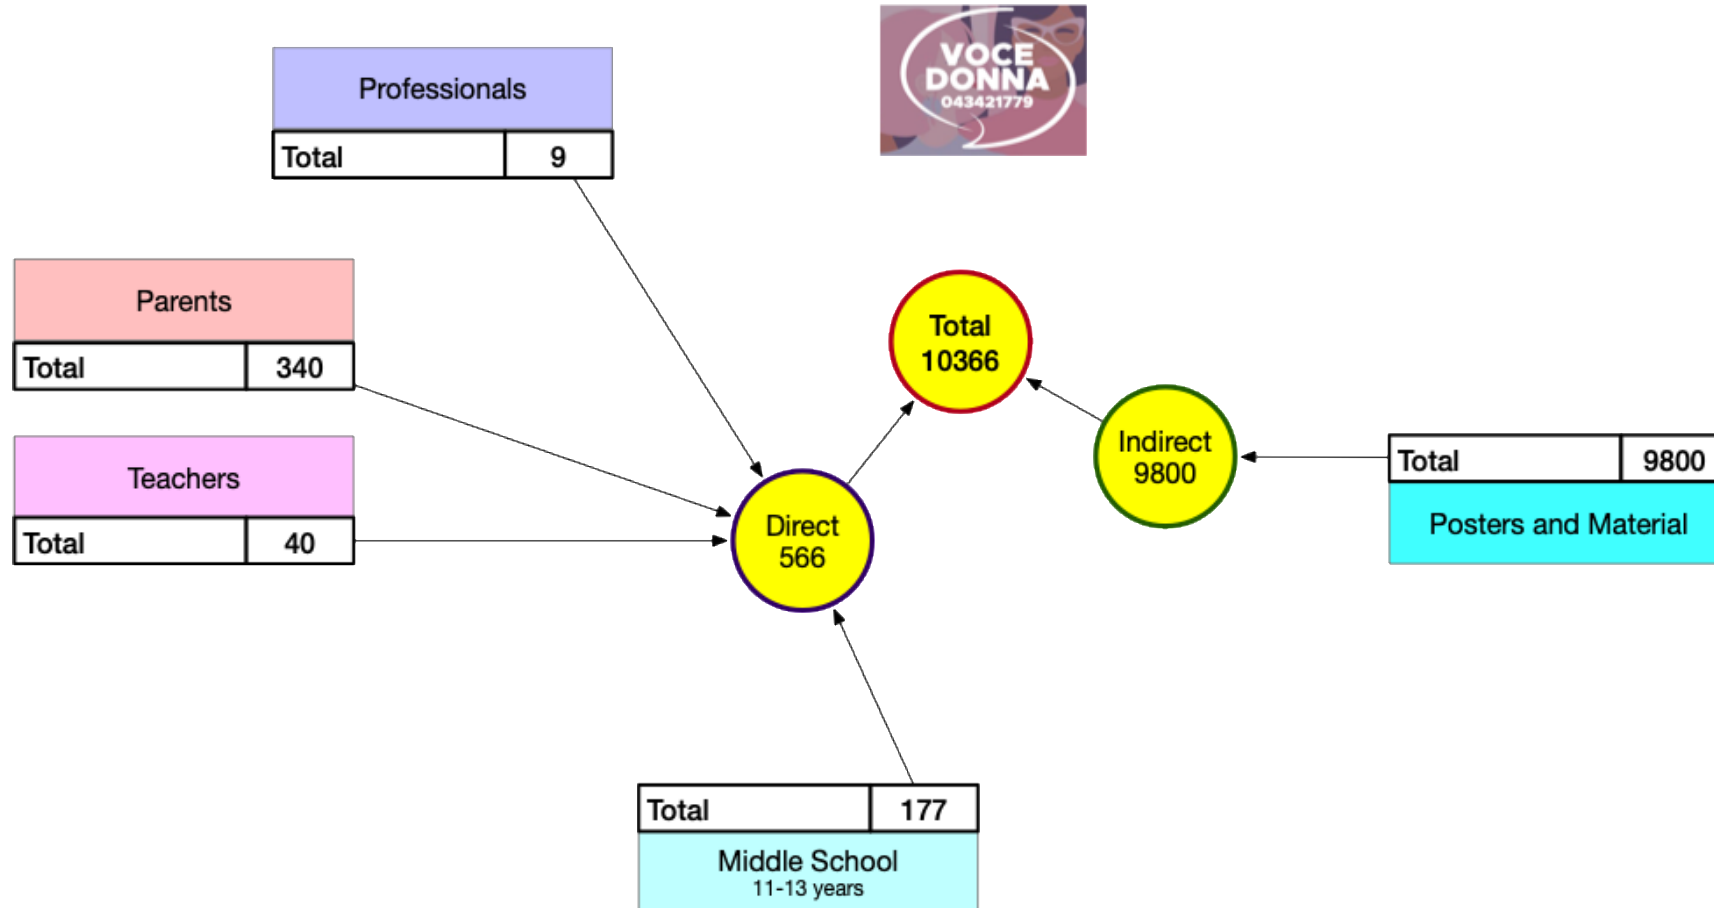 VOCE
DONNA
043421779
Professionals
Total 9
Parents
Total 340
Teachers
Total 40
Total
10366
Indirect
9800
Total 9800
Posters and Material
Direct
566
Total 177
Middle School
11-13 years